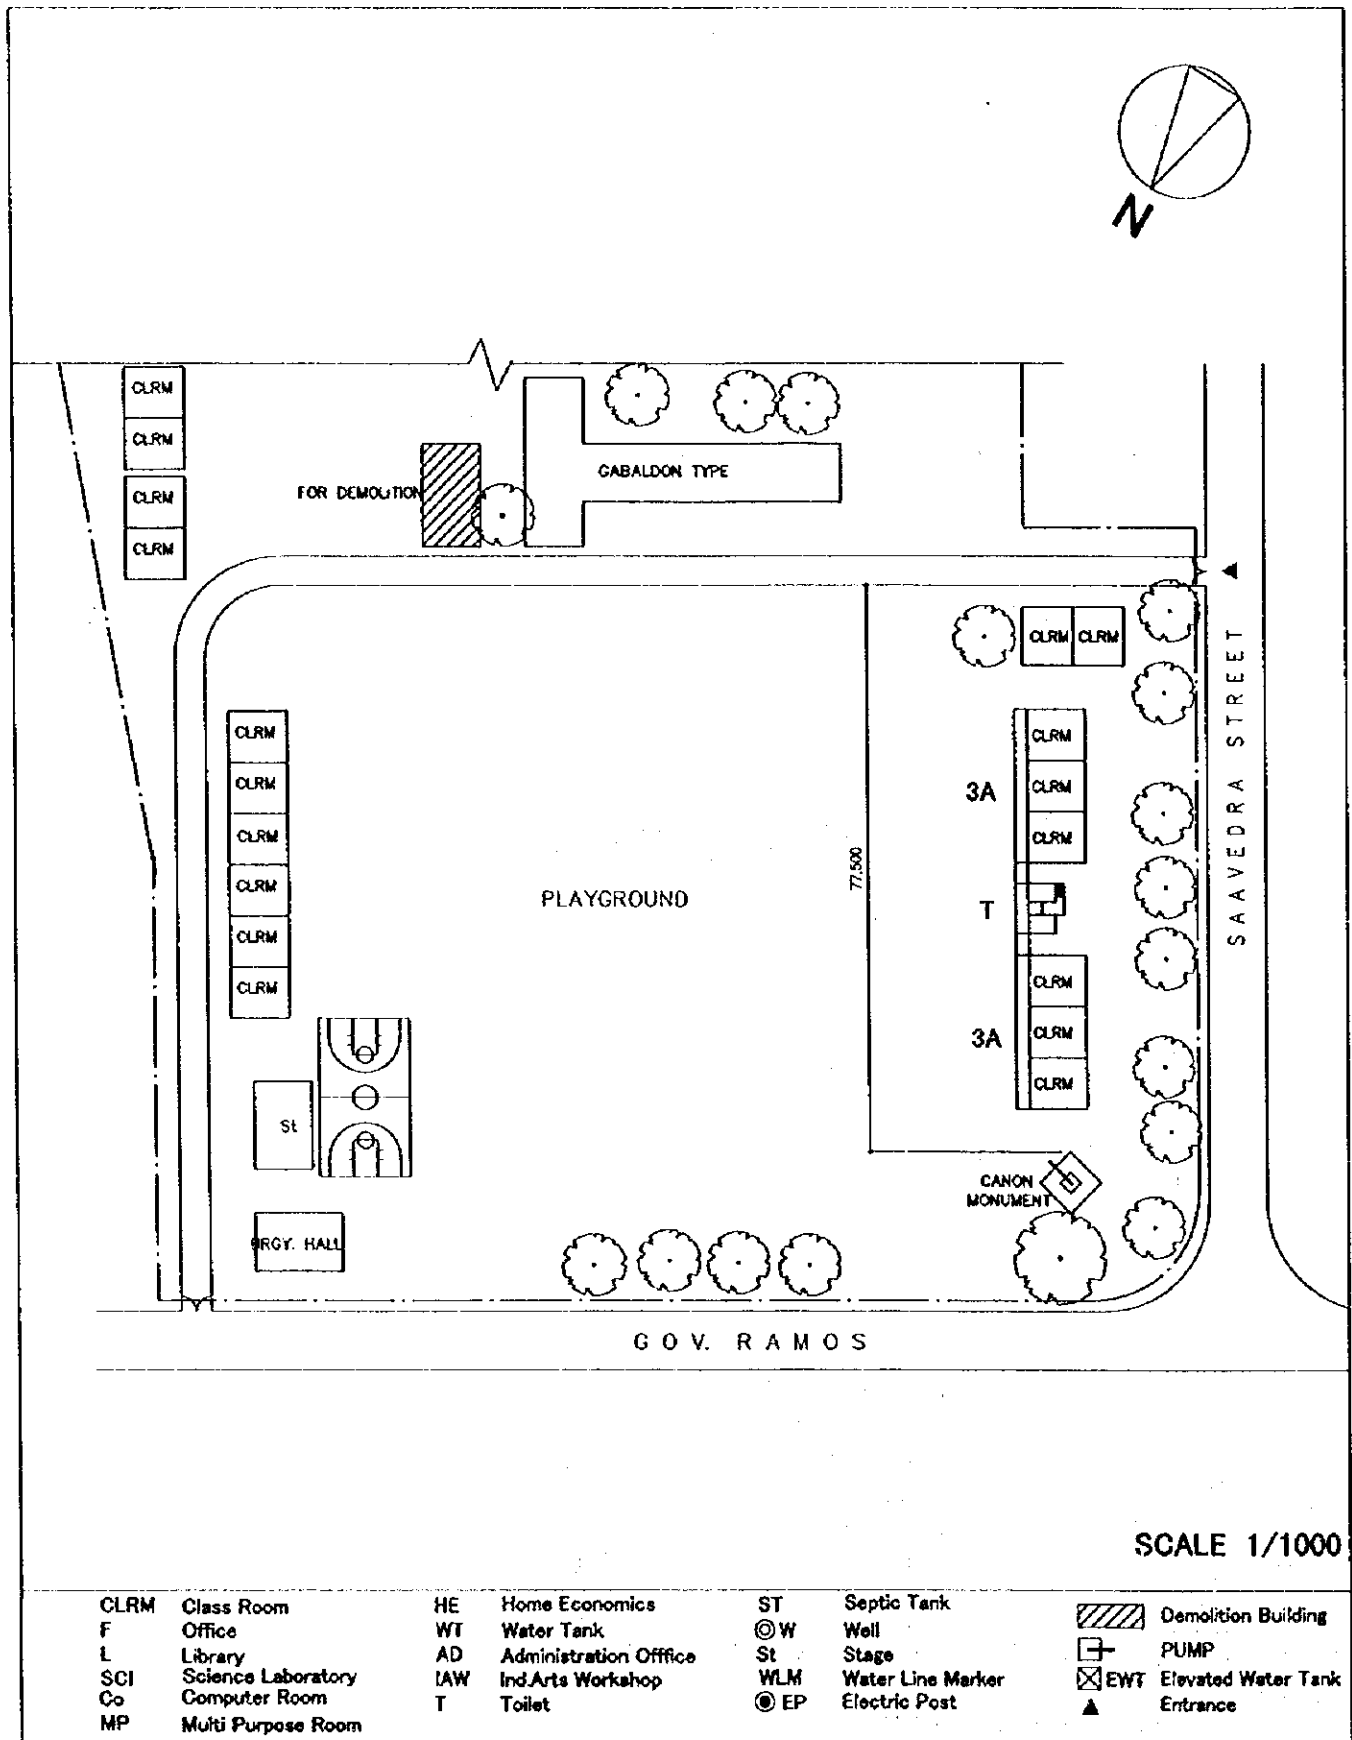 N
CLRM
CLRM
CLRM
CLRM
FOR DEMOLITION
GABALDON TYPE
CLRM CLRM
SAAVEDRA STREET
CLRM
CLRM
CLRM
CLRM
CLRM
CLRM
CLRM
CLRM
CLRM
3A
T
CLRM
CLRM
CLRM
3A
77,500
PLAYGROUND
St
CANON
MONUMENT
BRGY. HALL
GOV. RAMOS
SCALE 1/1000
CLRM Class Room
F Office
L Library
SCI Science Laboratory
Co Computer Room
MP Multi Purpose Room
HE Home Economics
WT Water Tank
AD Administration Offfice
IAW Ind.Arts Workshop
T Toilet
ST Septic Tank
W Well
St Stage
WLM Water Line Marker
EP Electric Post
Demolition Building
PUMP
EWT Elevated Water Tank
Entrance